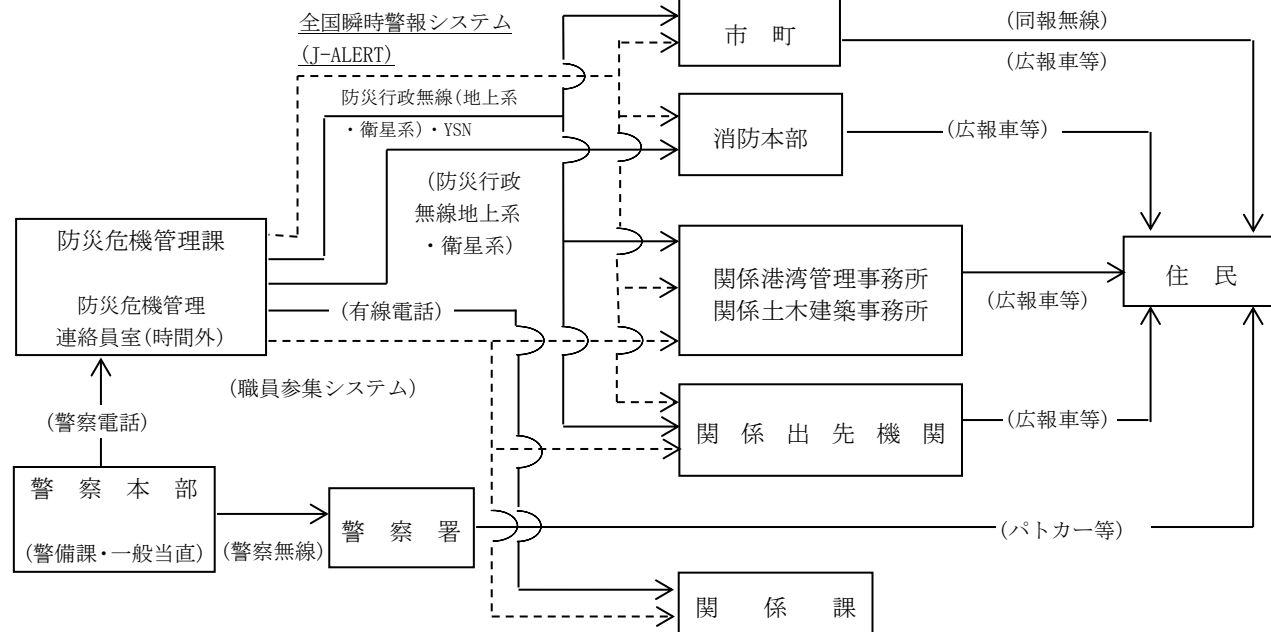 全国瞬時警報システム
(J-ALERT)
防災行政無線(地上系
・衛星系)・YSN
(防災行政
無線地上系
・衛星系)
市 町
(同報無線)
(広報車等)
消防本部
(広報車等)
防災危機管理課
防災危機管理
連絡員室(時間外)
(有線電話)
(職員参集システム)
関係港湾管理事務所
関係土木建築事務所
(広報車等)
住 民
関 係 出 先 機 関
(広報車等)
(警察電話)
警 察 本 部
(警備課・一般当直)
(警察無線)
警 察 署
(パトカー等)
関 係 課